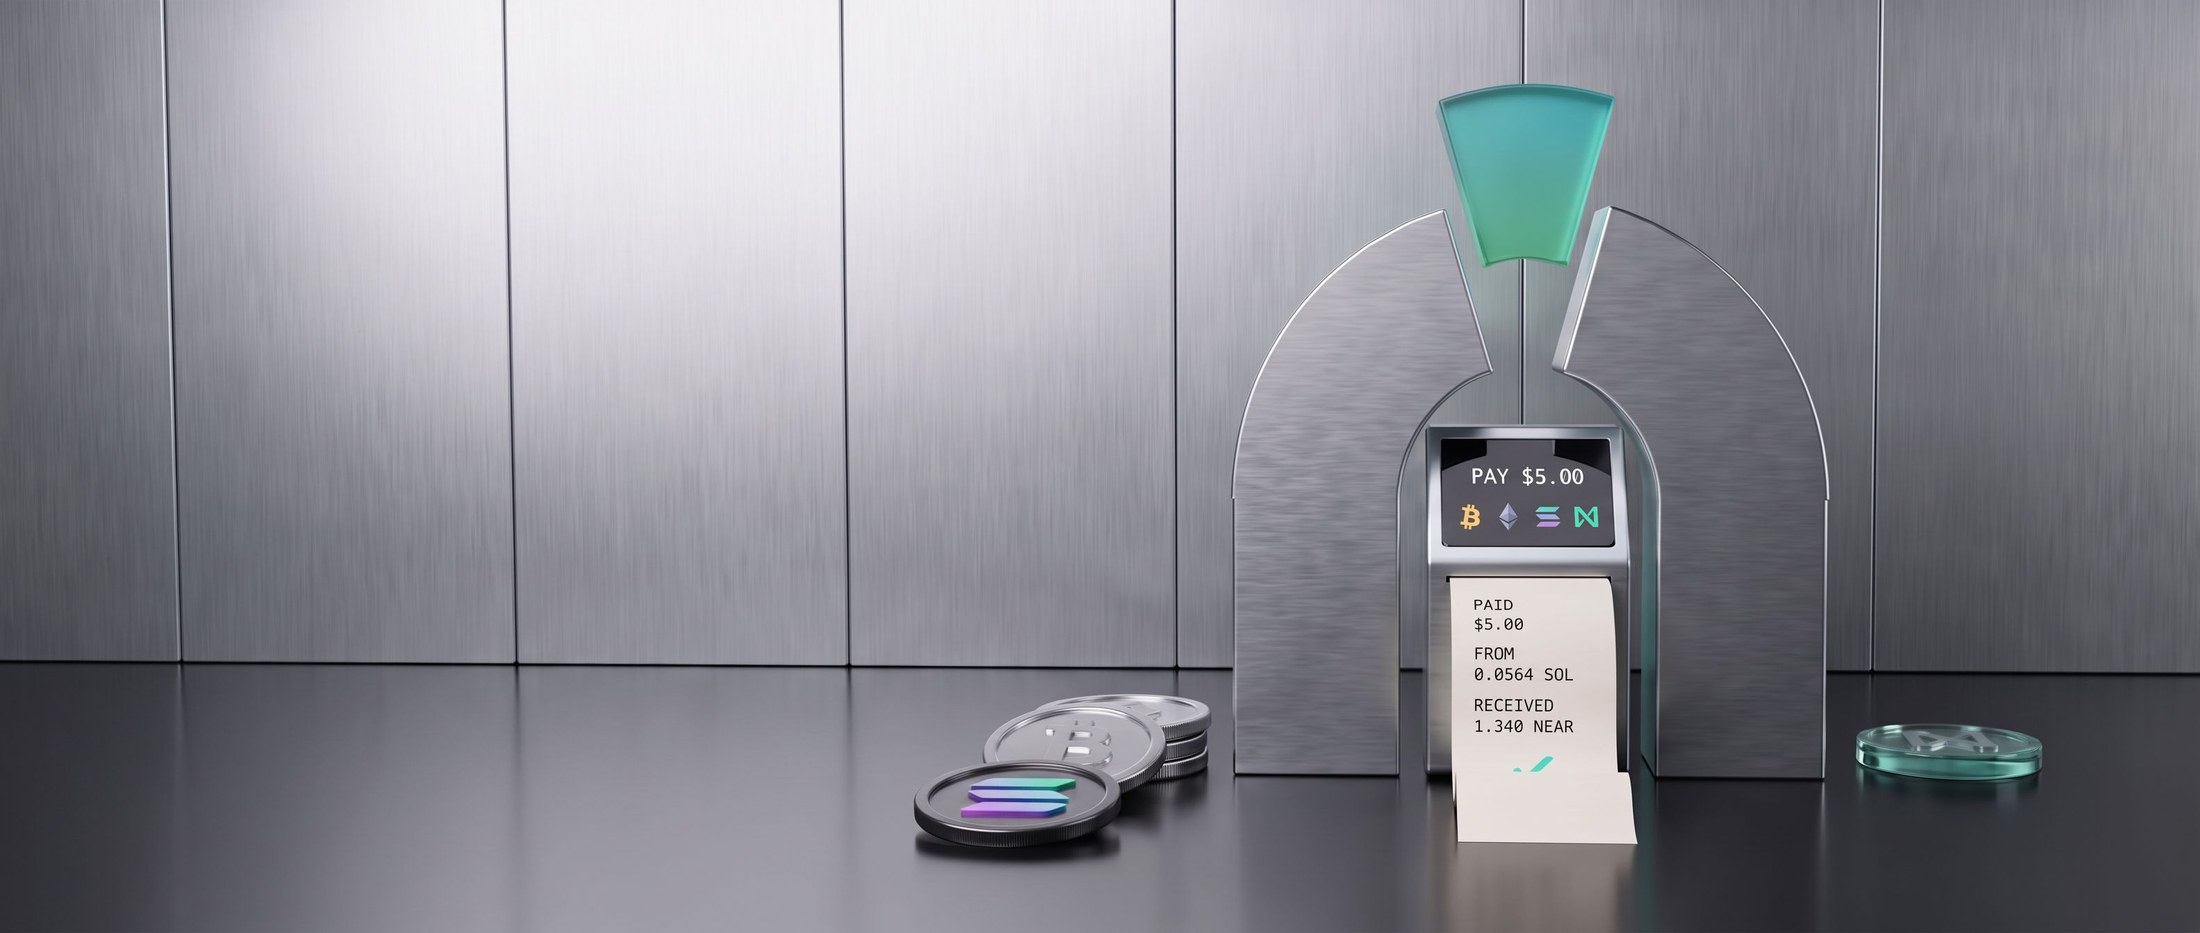 PAY $5.00
PAID
$5.00
FROM
0.0564 SOL
RECEIVED
1.340 NEAR